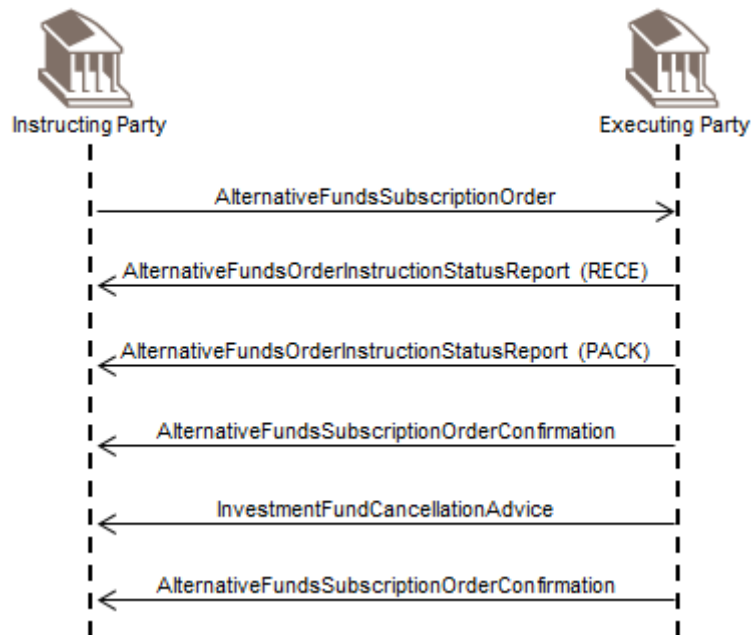 Instructing Party
Executing Party
AlternativeFundsSubscriptionOrder
AlternativeFundsOrderInstructionStatusReport (RECE)
AlternativeFundsOrderInstructionStatusReport (PACK)
AlternativeFundsSubscriptionOrderConfirmation
InvestmentFundCancellationAdvice
AlternativeFundsSubscriptionOrderConfirmation